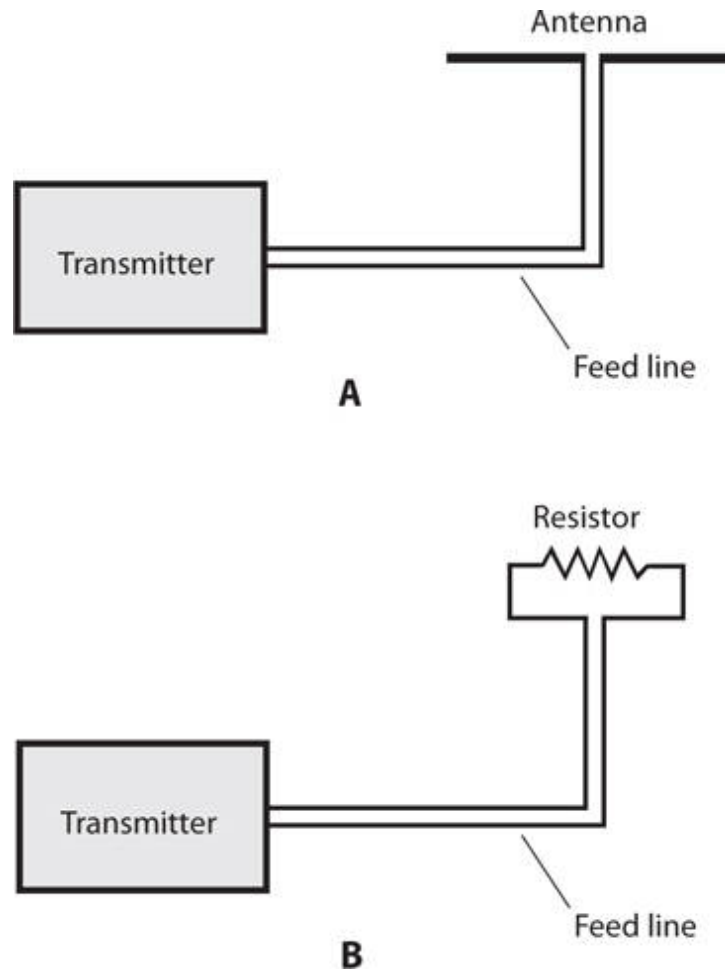 Antenna
Transmitter
Feed line
A
Resistor
Transmitter
Feed line
B